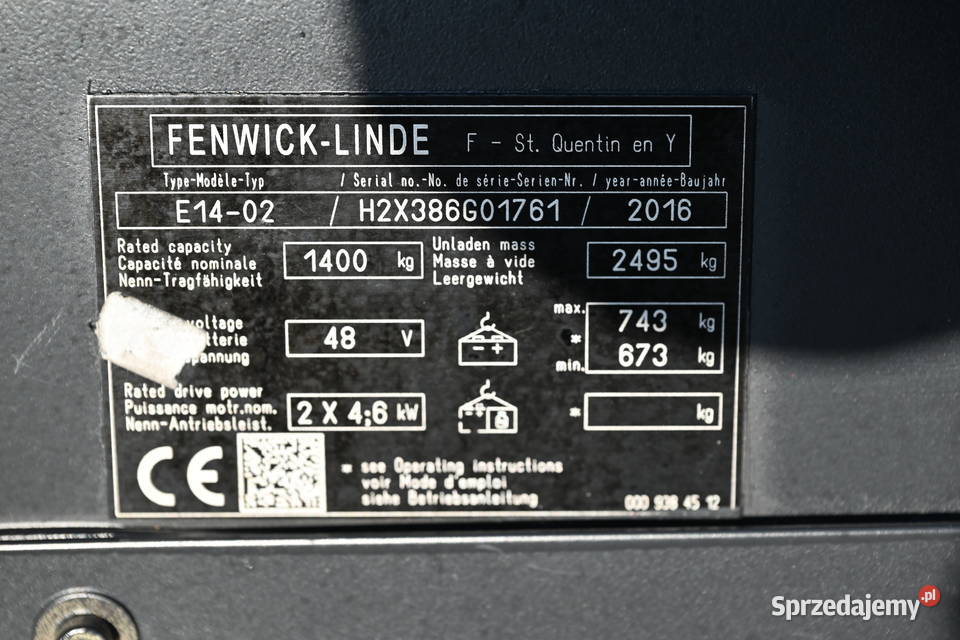 FENWICK-LINDE F - St. Quentin en Y
Type-Modèle-Typ / Serial no.-No. de série-Serien-Nr. / year-année-Baujahr
E14-02 / H2X386G01761 / 2016
Rated capacity
Capacité nominale
Nenn-Tragfähigkeit
1400 kg
Unladen mass
Masse à vide
Leergewicht
2495 kg
voltage
48 V
max. 743 kg
*
min. 673 kg
Rated drive power
Puissance motr.nom.
Nenn-Antriebsleist.
2 X 4;6 kW
* kg
CE
* see Operating instructions
voir Mode d'emploi
siehe Betriebsanleitung
000 938 45 12
Sprzedajemy.pl